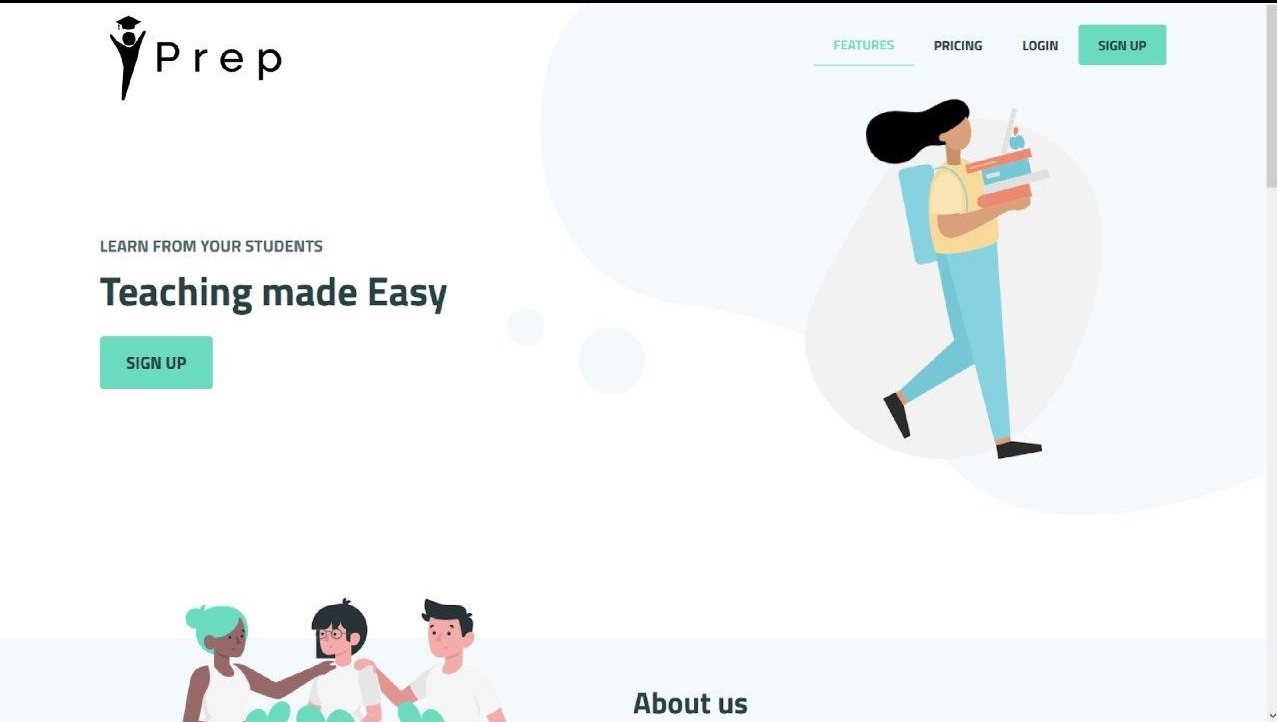 Prep
FEATURES
PRICING
LOGIN
SIGN UP
LEARN FROM YOUR STUDENTS
Teaching made Easy
SIGN UP
About us